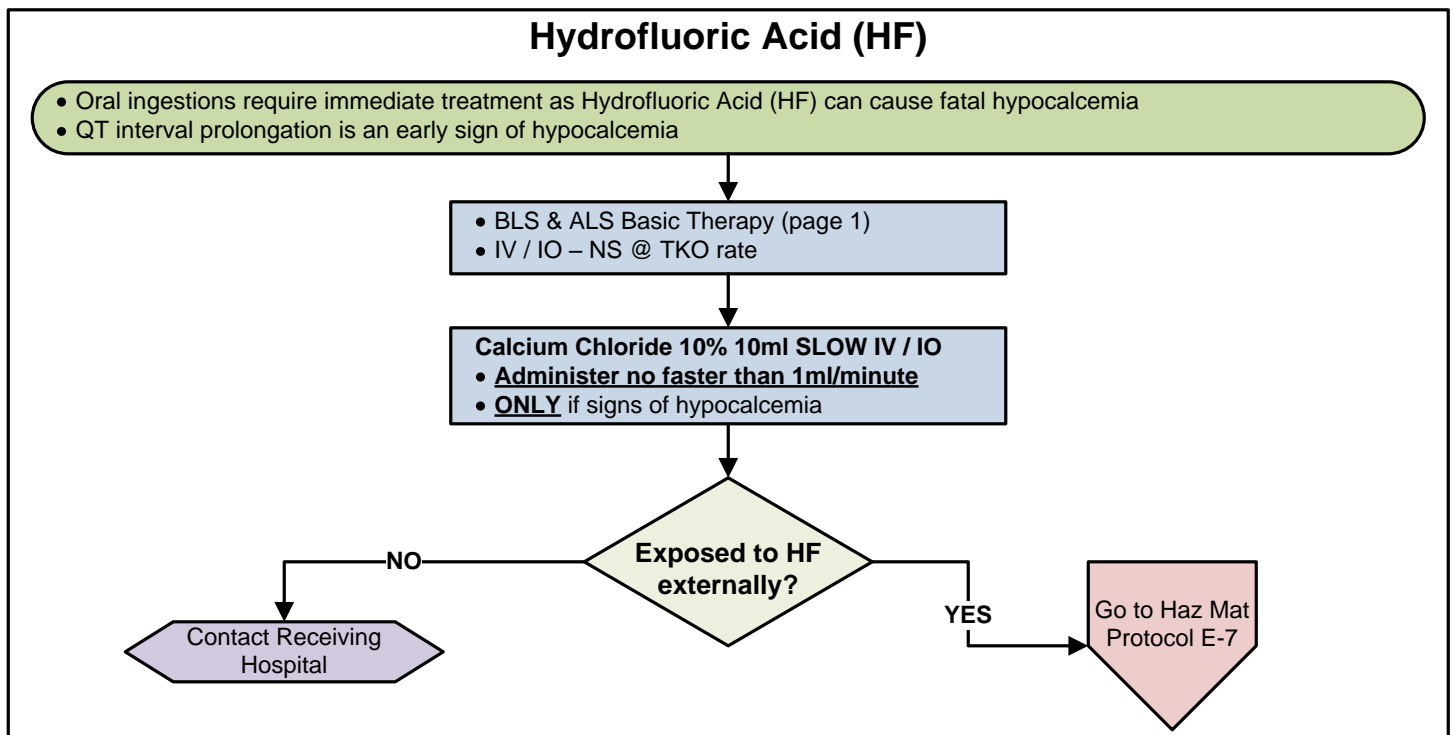 Hydrofluoric Acid (HF)
• Oral ingestions require immediate treatment as Hydrofluoric Acid (HF) can cause fatal hypocalcemia
• QT interval prolongation is an early sign of hypocalcemia
• BLS & ALS Basic Therapy (page 1)
• IV / IO – NS @ TKO rate
Calcium Chloride 10% 10ml SLOW IV / IO
• Administer no faster than 1ml/minute
• ONLY if signs of hypocalcemia
Exposed to HF
externally?
NO
Contact Receiving
Hospital
YES
Go to Haz Mat
Protocol E-7